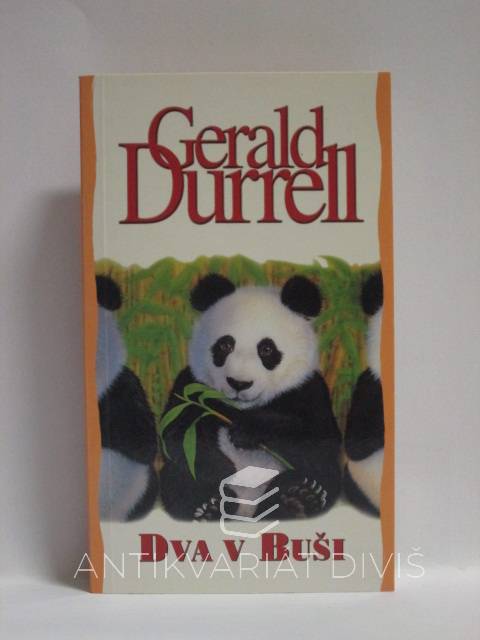 Gerald
Durrell
Dva v Buši
ANTIKVARIÁT DIVIŠ